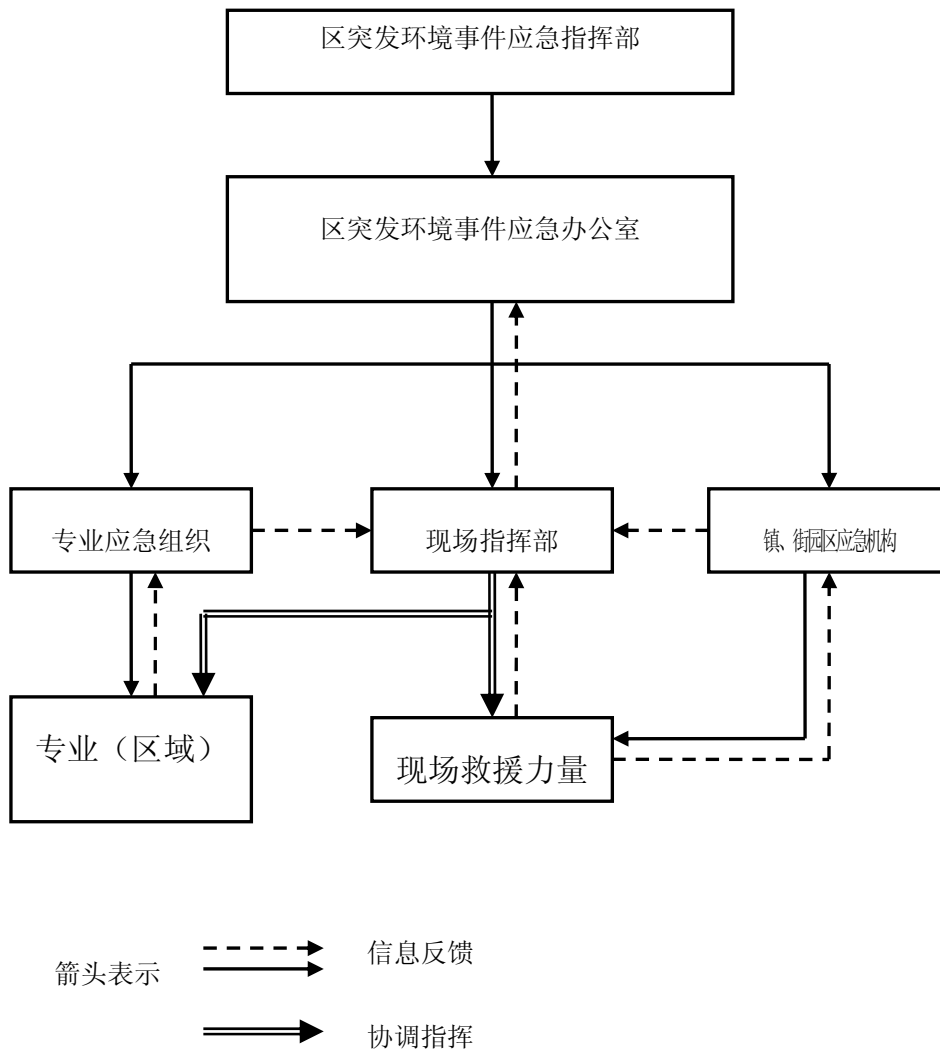 区突发环境事件应急指挥部
区突发环境事件应急办公室
专业应急组织
现场指挥部
镇、街园区应急机构
专业（区域）
现场救援力量
箭头表示
信息反馈
协调指挥